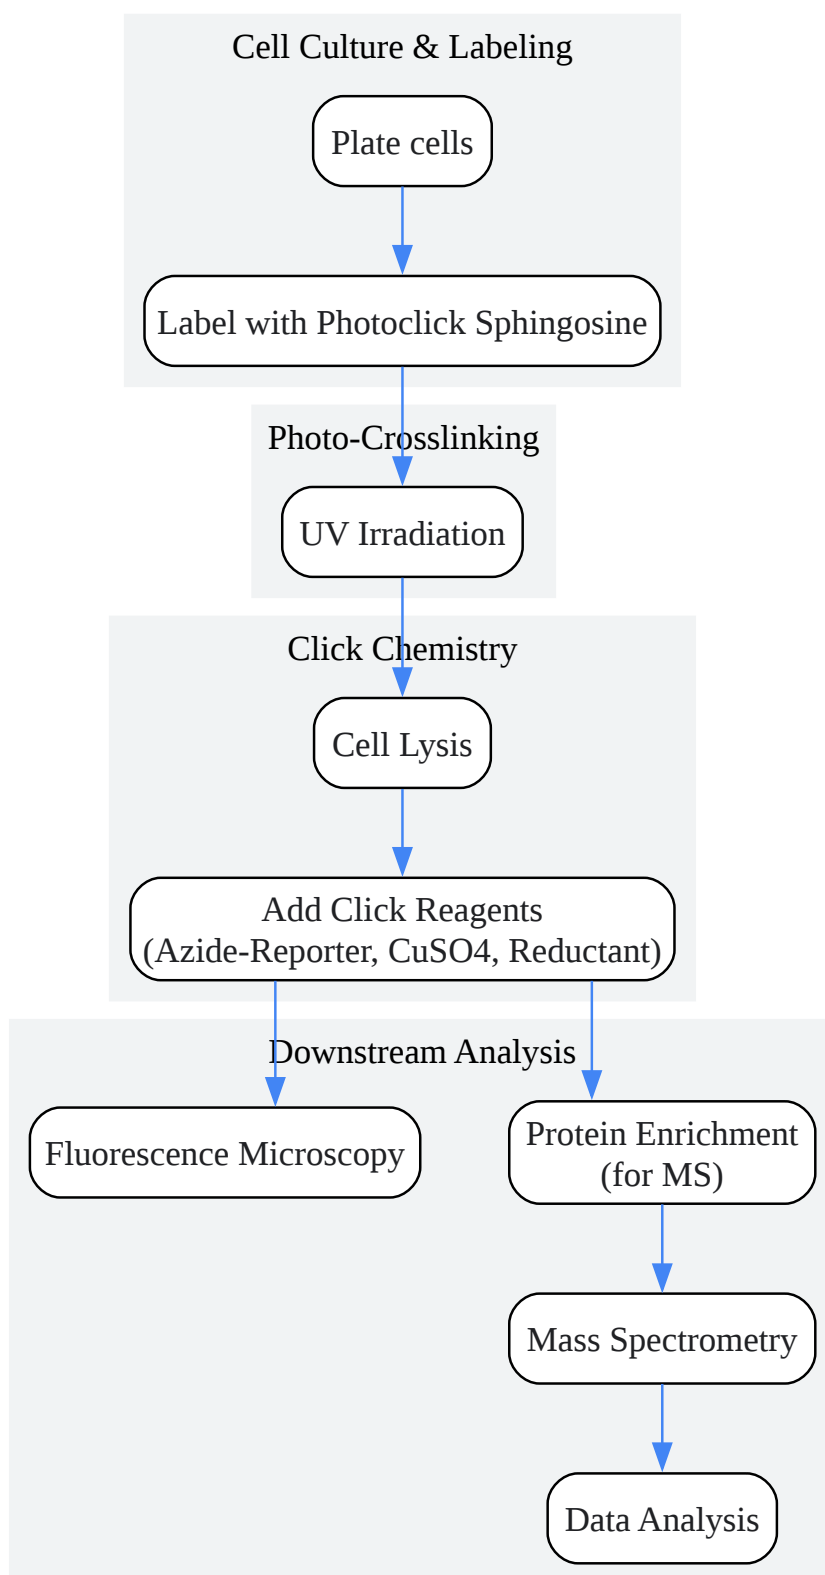 Cell Culture & Labeling
Plate cells
Label with Photoclick Sphingosine
Photo-Crosslinking
UV Irradiation
Click Chemistry
Cell Lysis
Add Click Reagents
(Azide-Reporter, CuSO4, Reductant)
Downstream Analysis
Fluorescence Microscopy
Protein Enrichment
(for MS)
Mass Spectrometry
Data Analysis